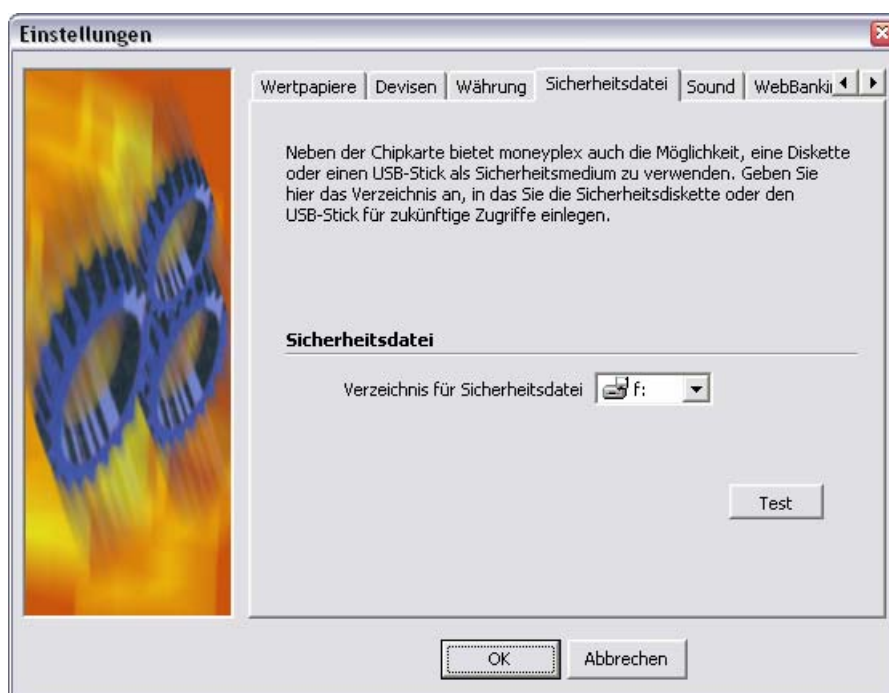 Einstellungen
Wertpapiere Devisen Währung Sicherheitsdatei Sound
Neben der Chipkarte bietet moneyplex auch die Möglichkeit, eine Diskette
oder einen USB-Stick als Sicherheitsmedium zu verwenden. Geben Sie
hier das Verzeichnis an, in das Sie die Sicherheitsdiskette oder den
USB-Stick für zukünftige Zugriffe einlegen.
Sicherheitsdatei
Verzeichnis für Sicherheitsdatei f:
Test
OK Abbrechen